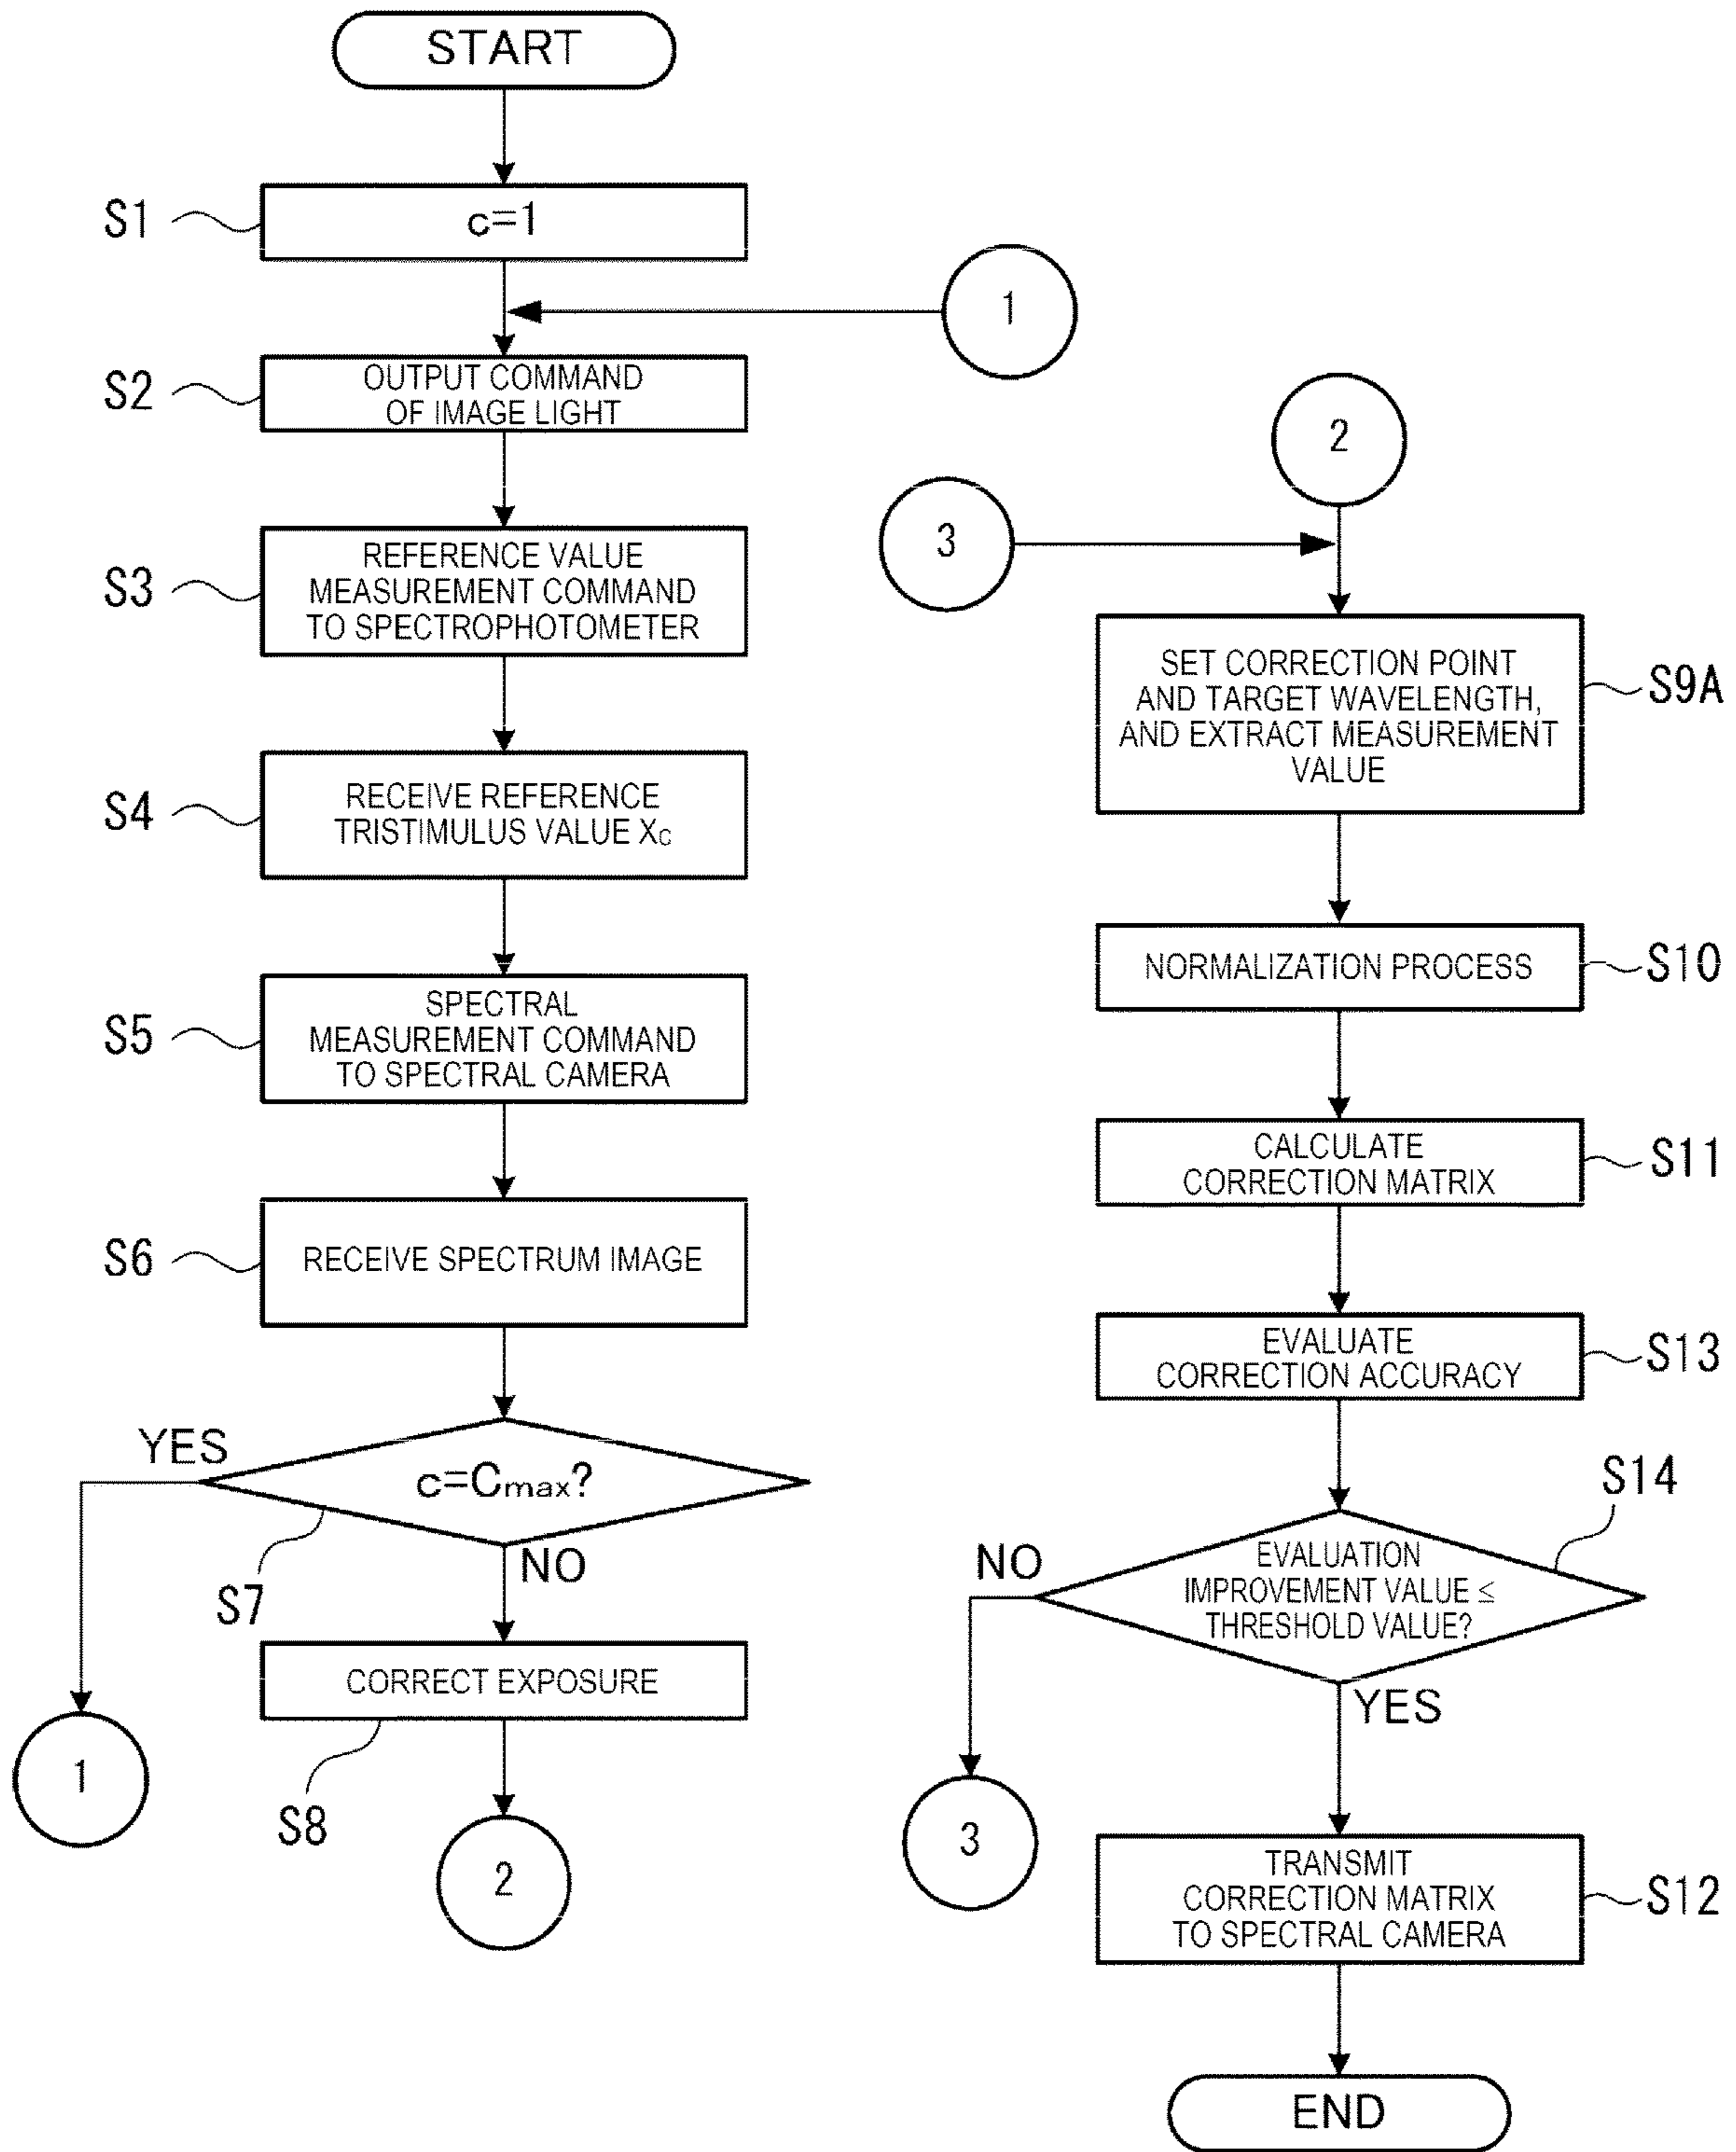 START
S1
c=1
1
S2
OUTPUT COMMAND
OF IMAGE LIGHT
S3
REFERENCE VALUE
MEASUREMENT COMMAND
TO SPECTROPHOTOMETER
S4
RECEIVE REFERENCE
TRISTIMULUS VALUE Xc
S5
SPECTRAL
MEASUREMENT COMMAND
TO SPECTRAL CAMERA
S6
RECEIVE SPECTRUM IMAGE
YES
c=Cmax?
S7
NO
CORRECT EXPOSURE
S8
1
2
2
3
SET CORRECTION POINT
AND TARGET WAVELENGTH,
AND EXTRACT MEASUREMENT
VALUE
S9A
NORMALIZATION PROCESS
S10
CALCULATE
CORRECTION MATRIX
S11
EVALUATE
CORRECTION ACCURACY
S13
S14
NO
EVALUATION
IMPROVEMENT VALUE ≤
THRESHOLD VALUE?
YES
3
TRANSMIT
CORRECTION MATRIX
TO SPECTRAL CAMERA
S12
END